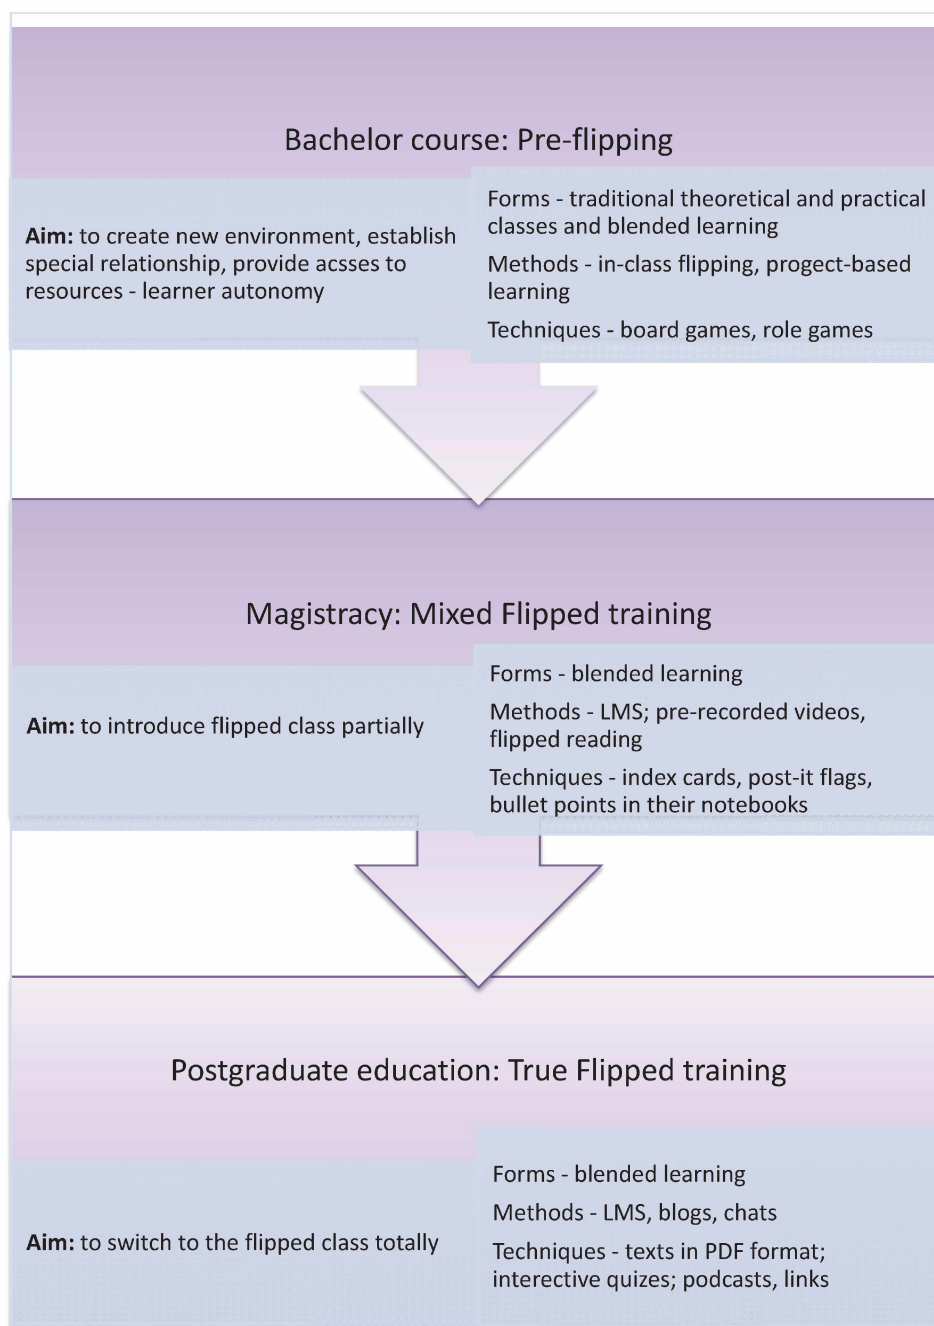 Bachelor course: Pre-flipping
Aim: to create new environment, establish
special relationship, provide acsses to
resources - learner autonomy
Forms - traditional theoretical and practical
classes and blended learning
Methods - in-class flipping, progect-based
learning
Techniques - board games, role games
Magistracy: Mixed Flipped training
Aim: to introduce flipped class partially
Forms - blended learning
Methods - LMS; pre-recorded videos,
flipped reading
Techniques - index cards, post-it flags,
bullet points in their notebooks
Postgraduate education: True Flipped training
Aim: to switch to the flipped class totally
Forms - blended learning
Methods - LMS, blogs, chats
Techniques - texts in PDF format;
interective quizes; podcasts, links